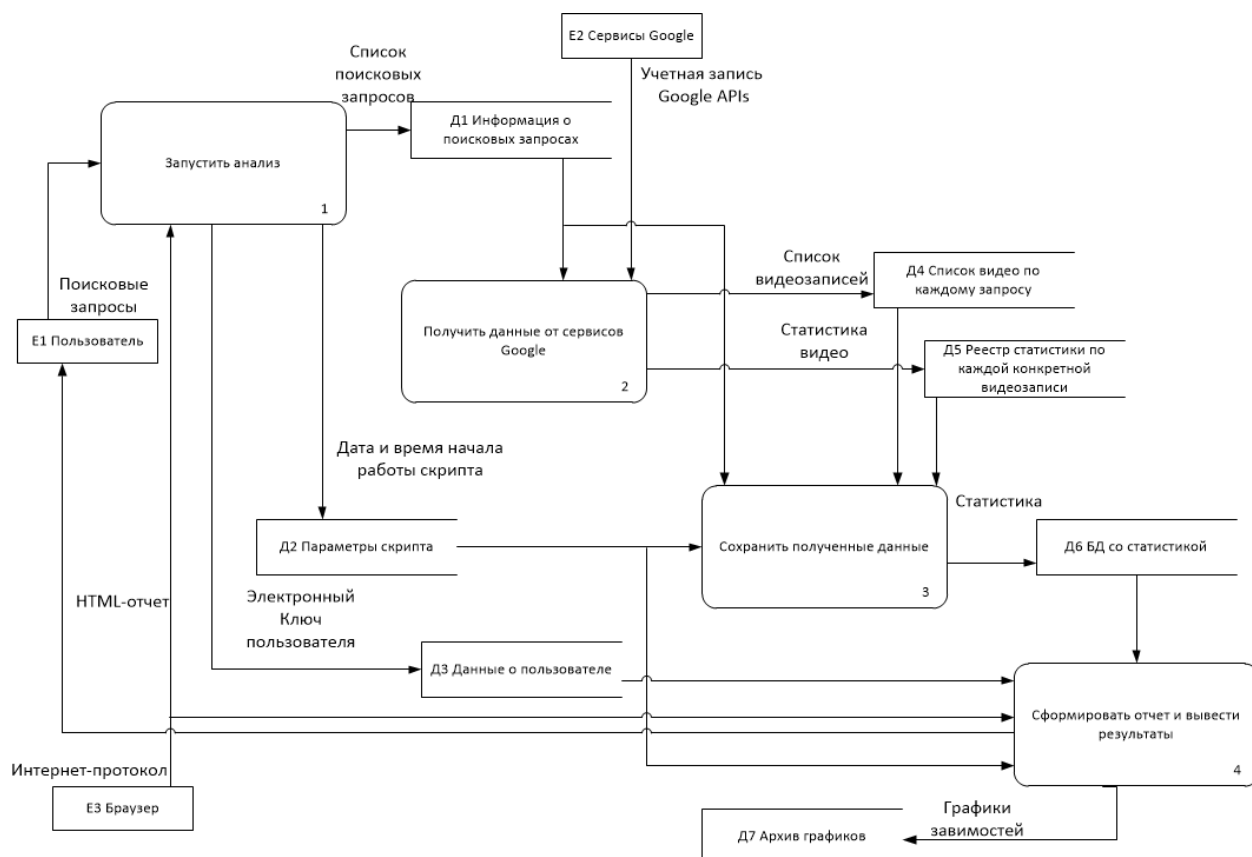 Е2 Сервисы Google
Список
поисковых
запросов
Учетная запись
Google APIs
Д1 Информация о
поисковых запросах
Запустить анализ
1
Поисковые
запросы
Е1 Пользователь
Список
видеозаписей
Д4 Список видео по
каждому запросу
Получить данные от сервисов
Google
2
Статистика
видео
Д5 Реестр статистики по
каждой конкретной
видеозаписи
Дата и время начала
работы скрипта
Статистика
Д2 Параметры скрипта
Сохранить полученные данные
3
Д6 БД со статистикой
HTML-отчет
Электронный
Ключ
пользователя
Д3 Данные о пользователе
Сформировать отчет и вывести
результаты
4
Интернет-протокол
Е3 Браузер
Графики
завимостей
Д7 Архив графиков